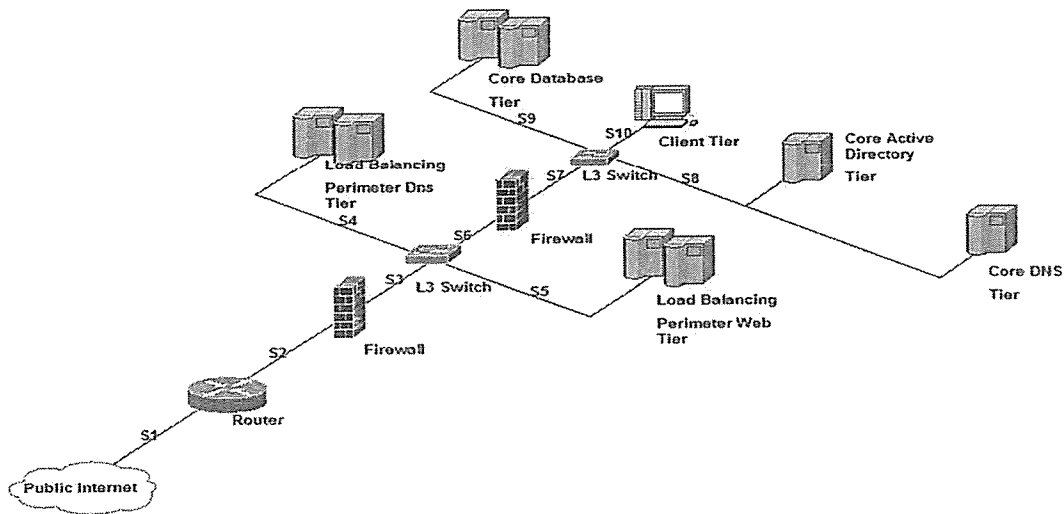 Core Database
Tier
S9
S10
Client Tier
Core Active
Directory
Tier
Load Balancing
Perimeter Dns
Tier
S4
S7
L3 Switch
S8
S6
Firewall
Core DNS
Tier
S3
L3 Switch
S5
Load Balancing
Perimeter Web
Tier
Firewall
S2
Router
S1
Public Internet